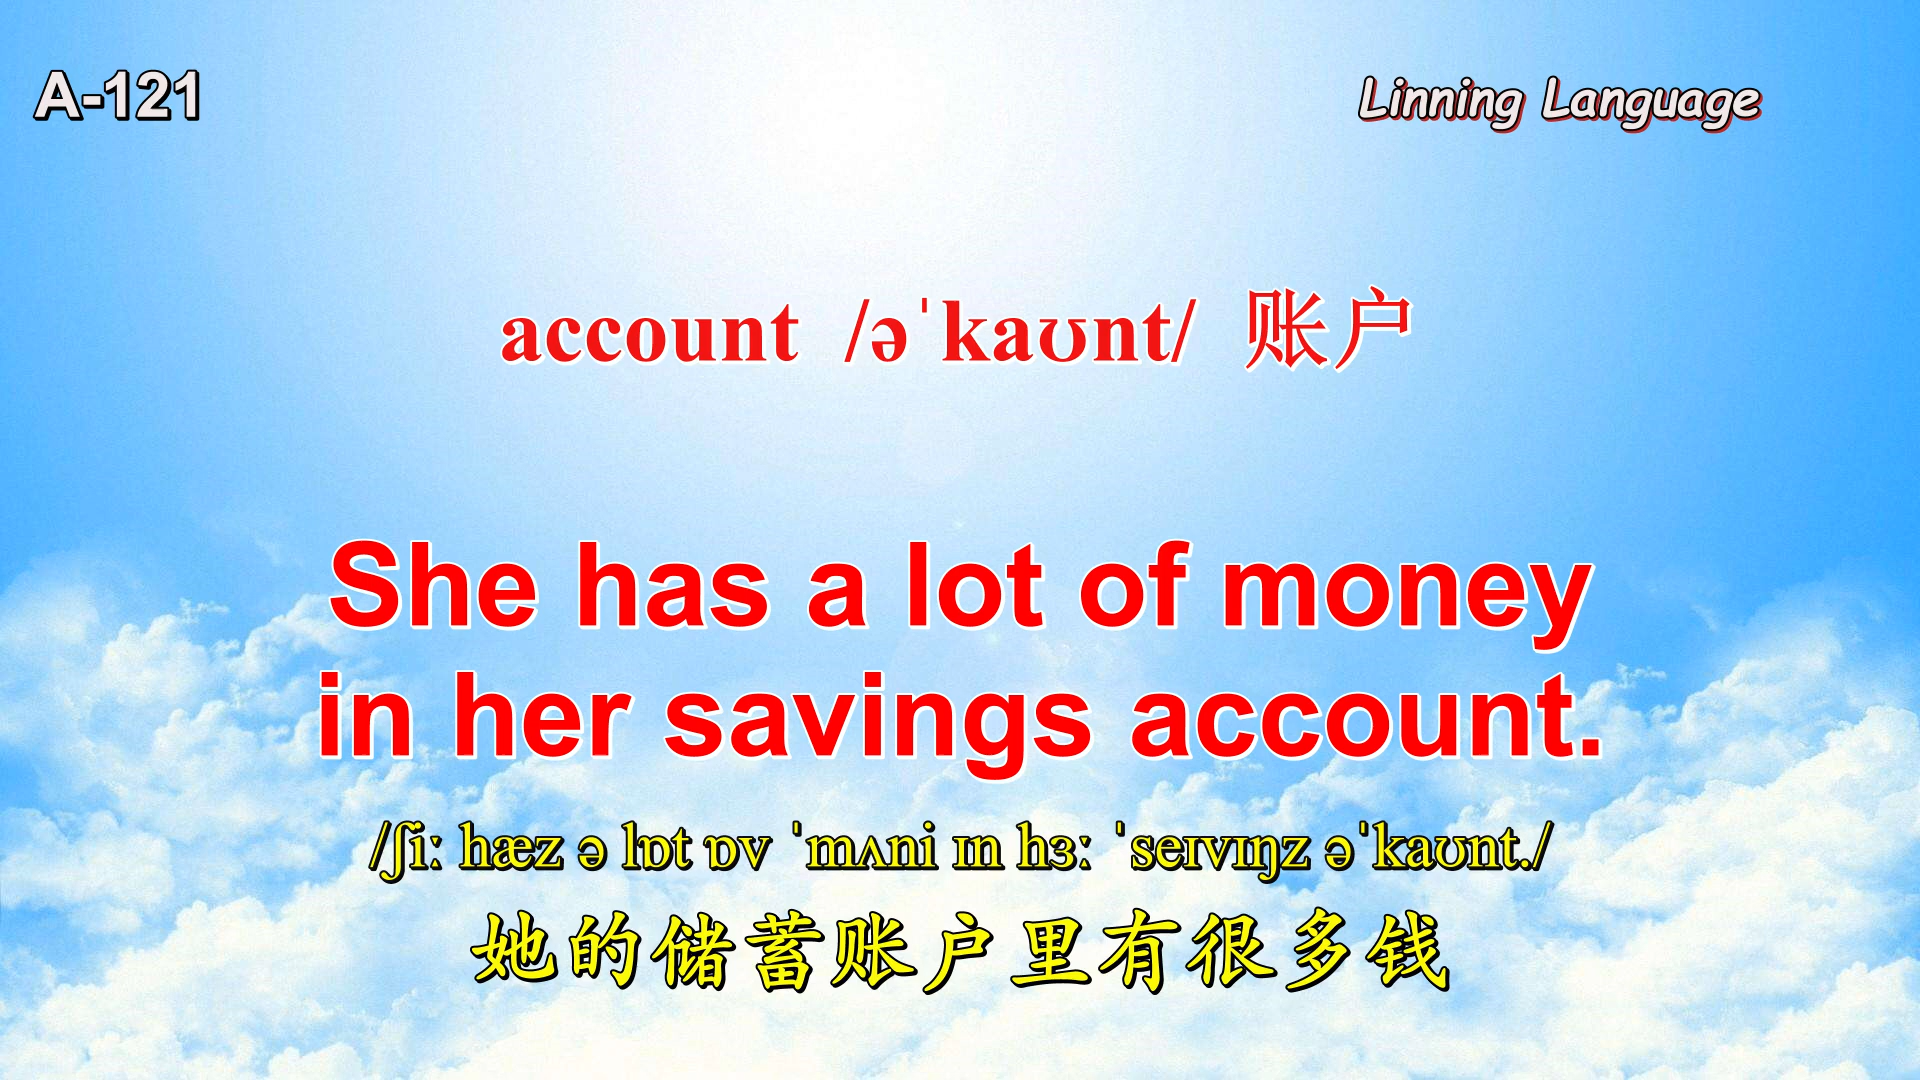 A-121
Linning Language
account /əˈkaʊnt/ 账户
She has a lot of money
in her savings account.
/ʃiː hæz ə lɒt ɒv ˈmʌni ɪn hɜː ˈseɪvɪŋz əˈkaʊnt./
她的储蓄账户里有很多钱